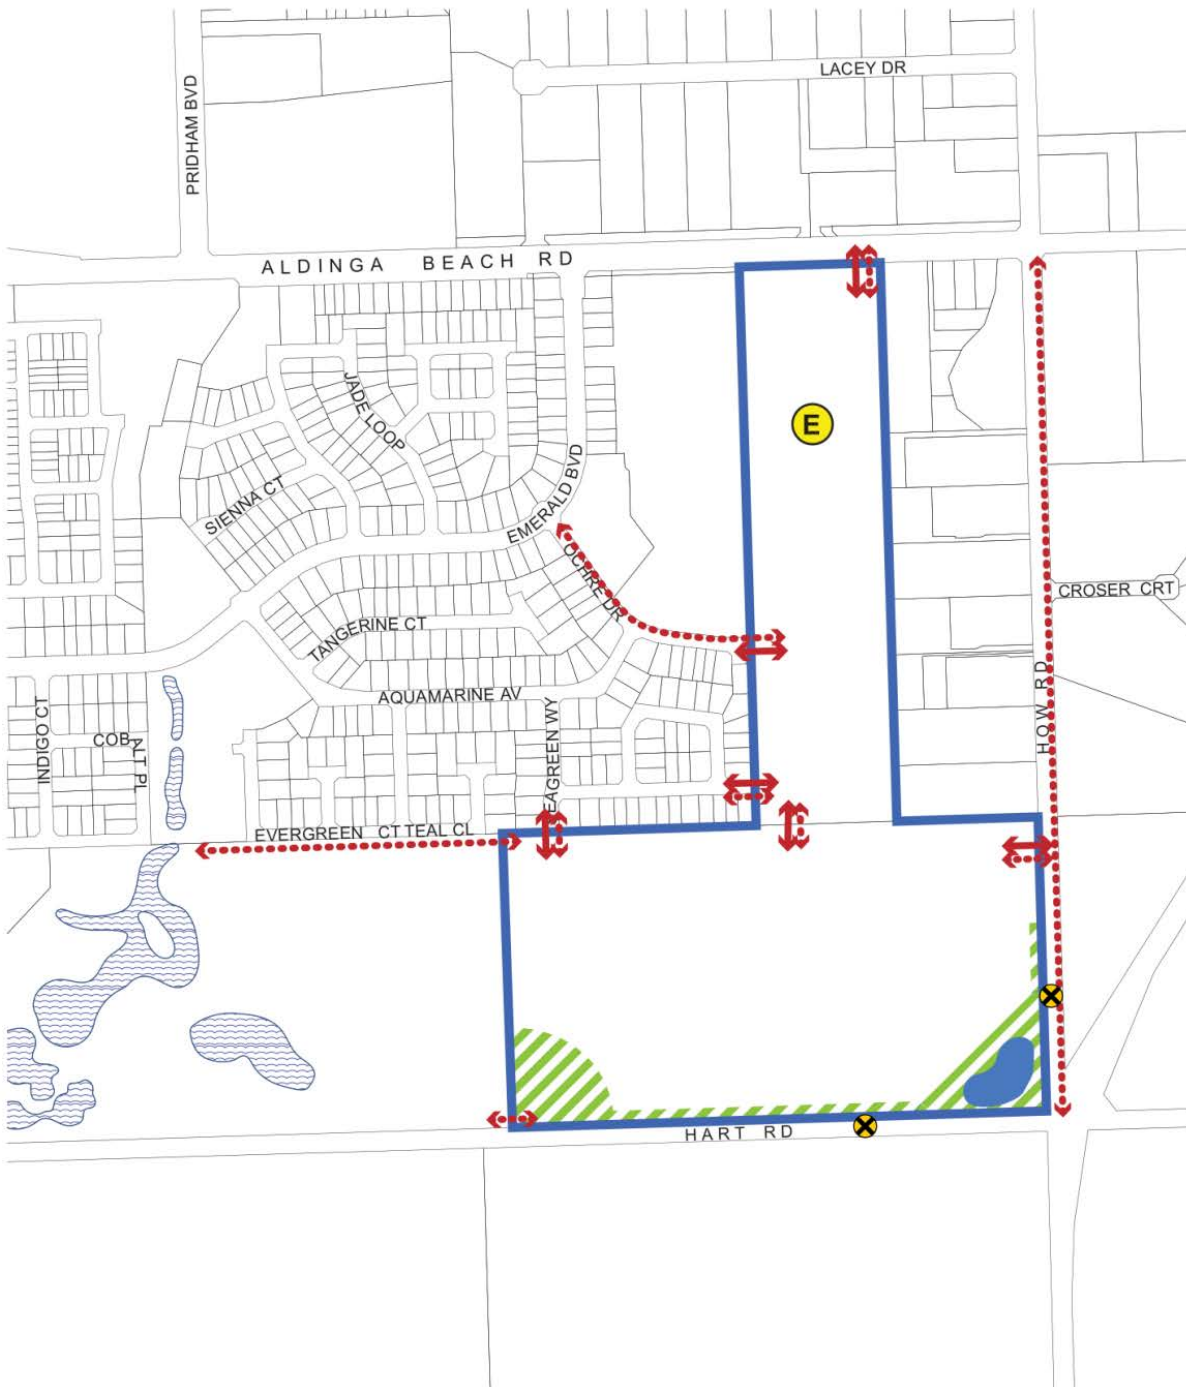 LACEY DR
PRIDHAM BVD
ALDINGA BEACH RD
JADE LOOP
E
SIENNA CT
EMERALD BVD
OCHRE DR
CROSER CRT
TANGERINE CT
HOW RD
AQUAMARINE AV
INDIGO CT
COBALT PL
EAGREEN WY
EVERGREEN CT TEAL CL
HART RD